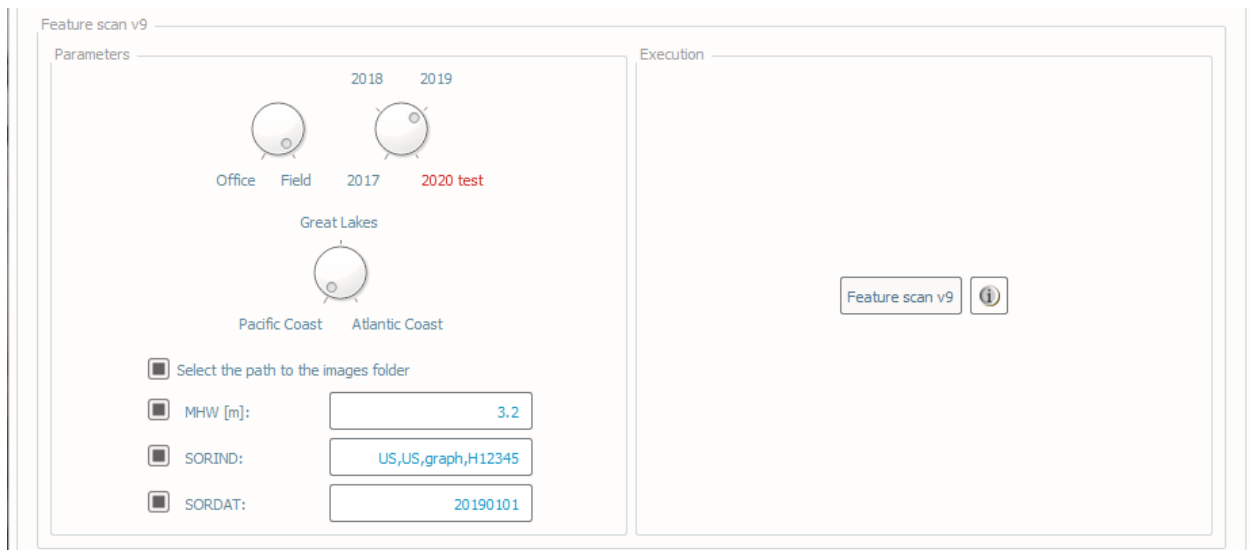 Feature scan v9
Parameters
2018 2019
Office Field 2017 2020 test
Great Lakes
Pacific Coast Atlantic Coast
Select the path to the images folder
MHW [m]: 3.2
SORIND: US,US,graph,H12345
SORDAT: 20190101
Execution
Feature scan v9